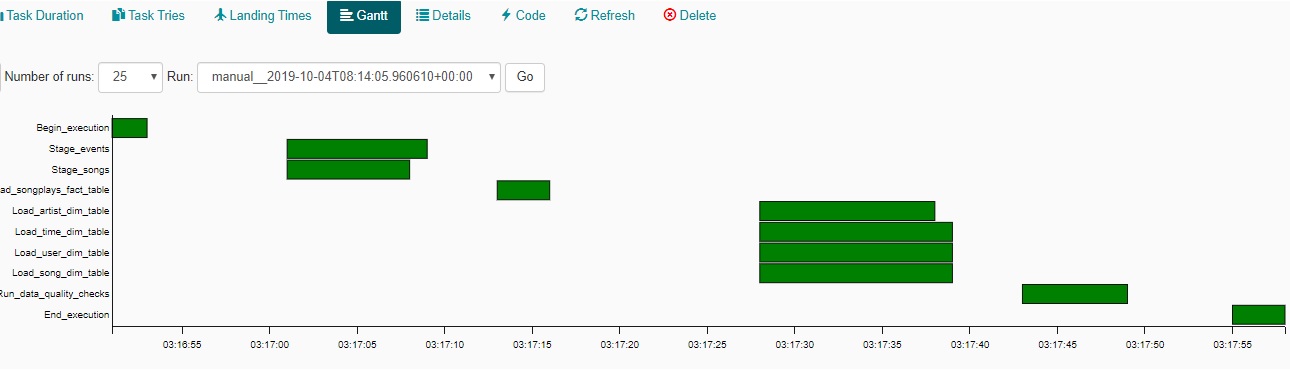 Task Duration Task Tries Landing Times Gantt Details Code Refresh Delete
Number of runs: 25 Run: manual__2019-10-04T08:14:05.960610+00:00 Go
Begin_execution
Stage_events
Stage_songs
ad_songplays_fact_table
Load_artist_dim_table
Load_time_dim_table
Load_user_dim_table
Load_song_dim_table
Run_data_quality_checks
End_execution
03:16:55 03:17:00 03:17:05 03:17:10 03:17:15 03:17:20 03:17:25 03:17:30 03:17:35 03:17:40 03:17:45 03:17:50 03:17:55